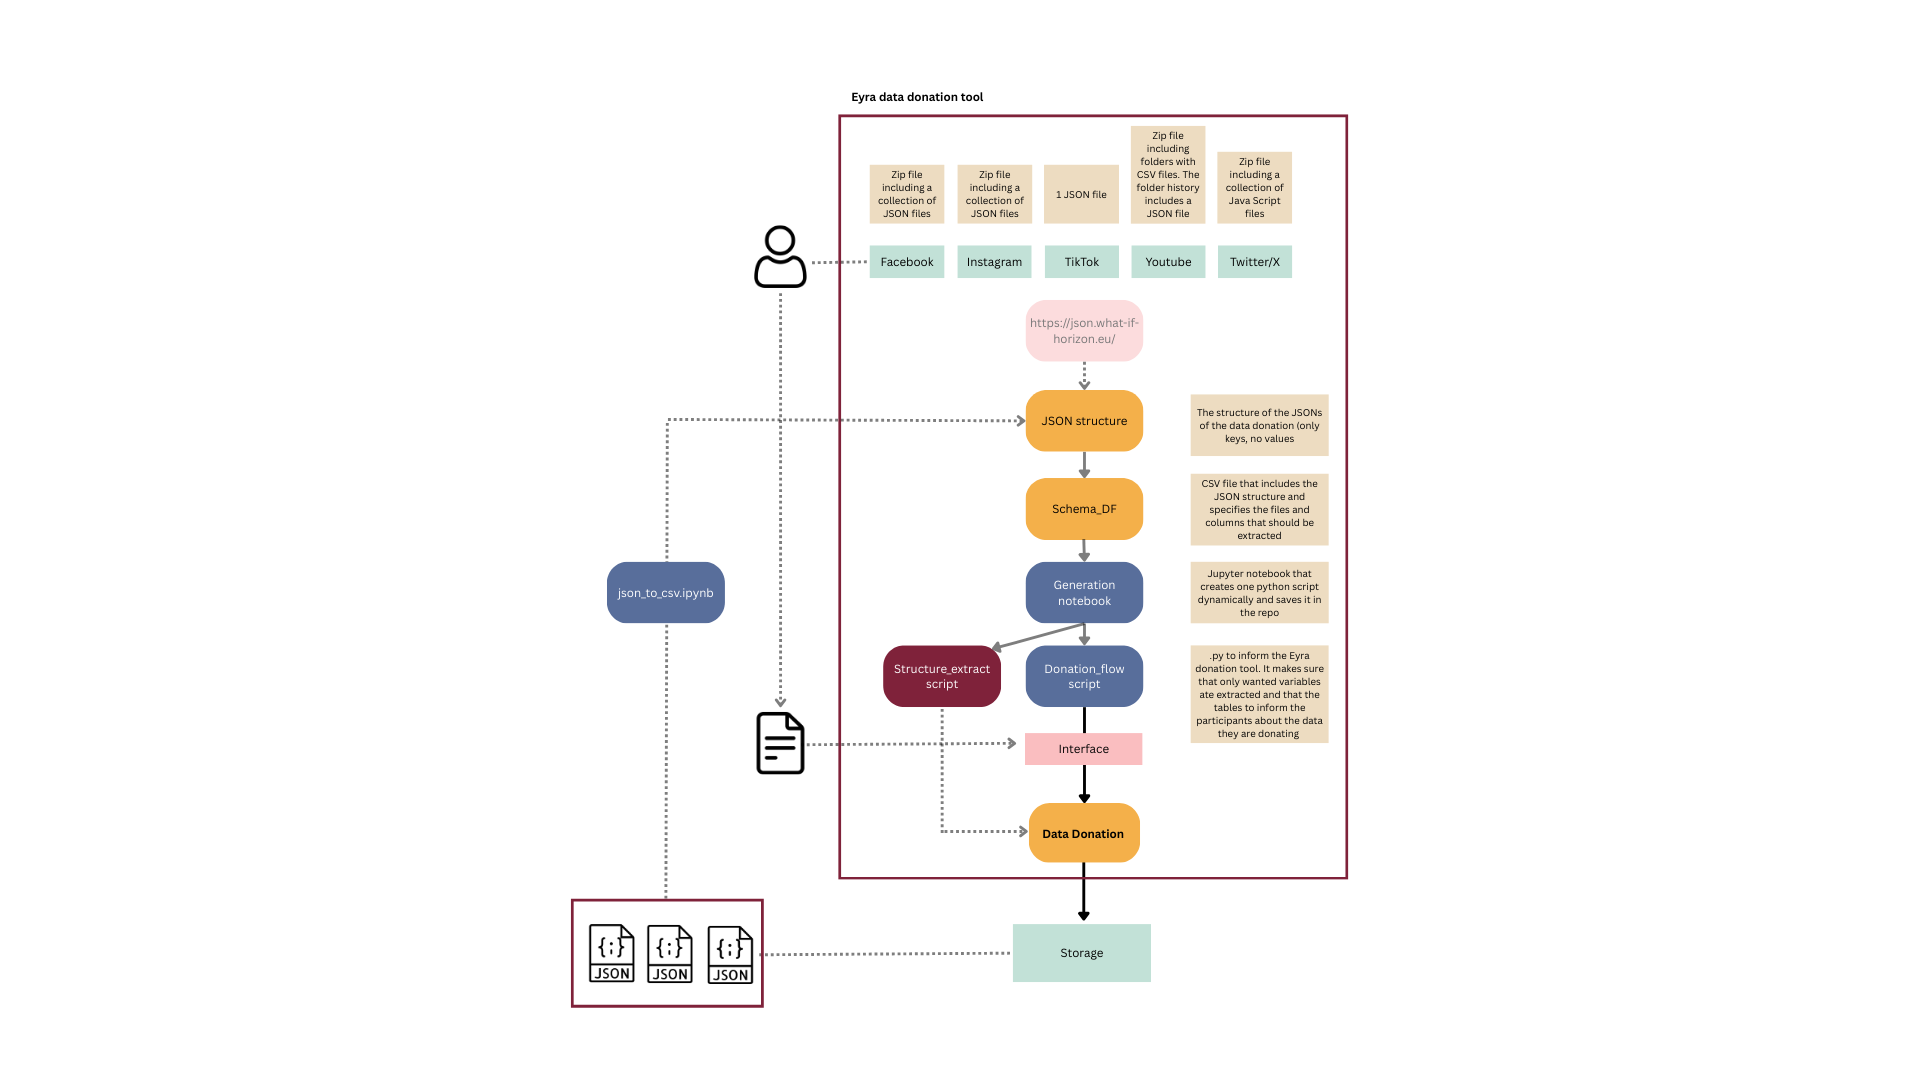 Eyra data donation tool
Zip file
including a
collection of
JSON files
Zip file
including a
collection of
JSON files
1 JSON file
Zip file
including
folders with
CSV files. The
folder history
includes a
JSON file
Zip file
including a
collection of
Java Script
files
Facebook
Instagram
TikTok
Youtube
Twitter/X
https://json.what-if-
horizon.eu/
JSON structure
The structure of the JSONs
of the data donation (only
keys, no values
Schema_DF
CSV file that includes the
JSON structure and
specifies the files and
columns that should be
extracted
json_to_csv.ipynb
Generation
notebook
Jupyter notebook that
creates one python script
dynamically and saves it in
the repo
Structure_extract
script
Donation_flow
script
.py to inform the Eyra
donation tool. It makes sure
that only wanted variables
ate extracted and that the
tables to inform the
participants about the data
they are donating
Interface
Data Donation
{;}
JSON
{;}
JSON
{;}
JSON
Storage